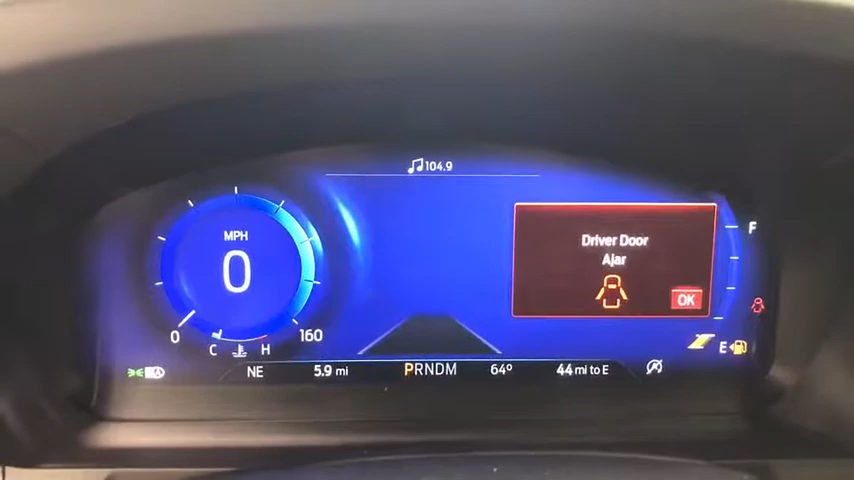 104.9
MPH
0
0
160
C
H
Driver Door
Ajar
OK
F
E
NE
5.9 mi
PRNDM
64°
44 mi to E